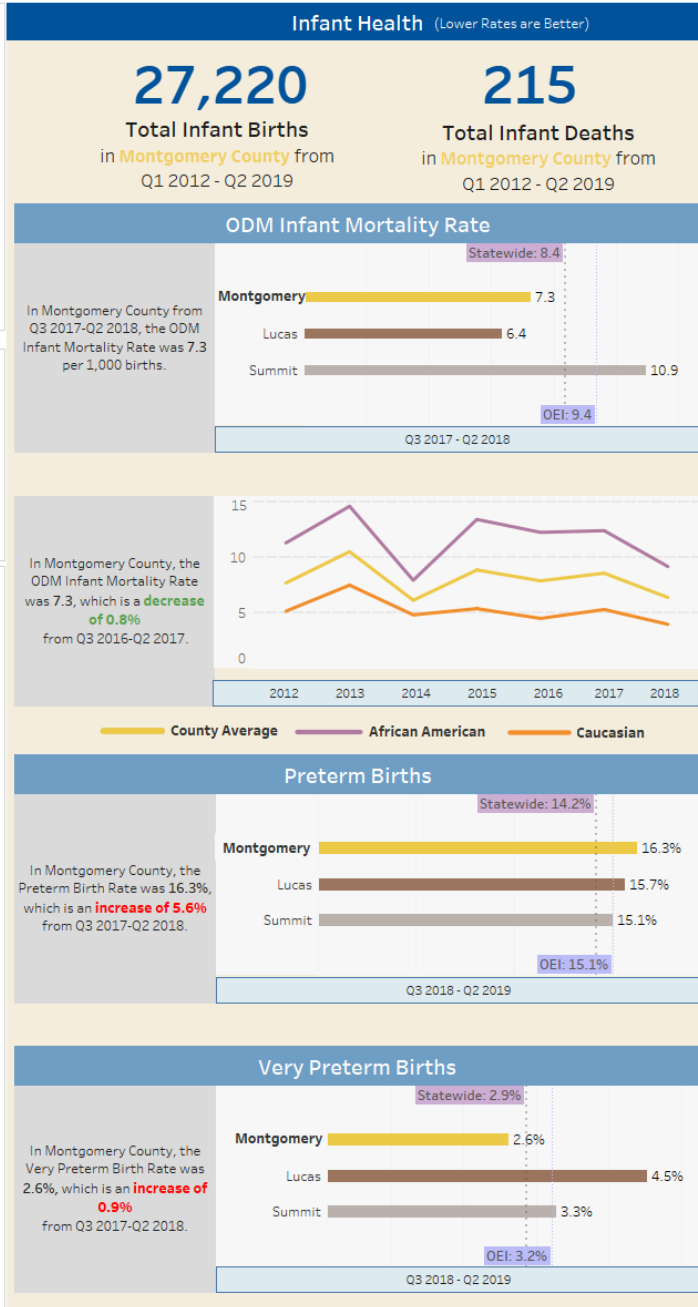 Infant Health (Lower Rates are Better)
27,220
Total Infant Births
in Montgomery County from
Q1 2012 - Q2 2019
215
Total Infant Deaths
in Montgomery County from
Q1 2012 - Q2 2019
ODM Infant Mortality Rate
In Montgomery County from
Q3 2017-Q2 2018, the ODM
Infant Mortality Rate was 7.3
per 1,000 births.
Statewide: 8.4
Montgomery 7.3
Lucas 6.4
Summit 10.9
OEI: 9.4
Q3 2017 - Q2 2018
In Montgomery County, the
ODM Infant Mortality Rate
was 7.3, which is a decrease
of 0.8%
from Q3 2016-Q2 2017.
15
10
5
0
2012 2013 2014 2015 2016 2017 2018
County Average African American Caucasian
Preterm Births
In Montgomery County, the
Preterm Birth Rate was 16.3%,
which is an increase of 5.6%
from Q3 2017-Q2 2018.
Statewide: 14.2%
Montgomery 16.3%
Lucas 15.7%
Summit 15.1%
OEI: 15.1%
Q3 2018 - Q2 2019
Very Preterm Births
In Montgomery County, the
Very Preterm Birth Rate was
2.6%, which is an increase of
0.9%
from Q3 2017-Q2 2018.
Statewide: 2.9%
Montgomery 2.6%
Lucas 4.5%
Summit 3.3%
OEI: 3.2%
Q3 2018 - Q2 2019